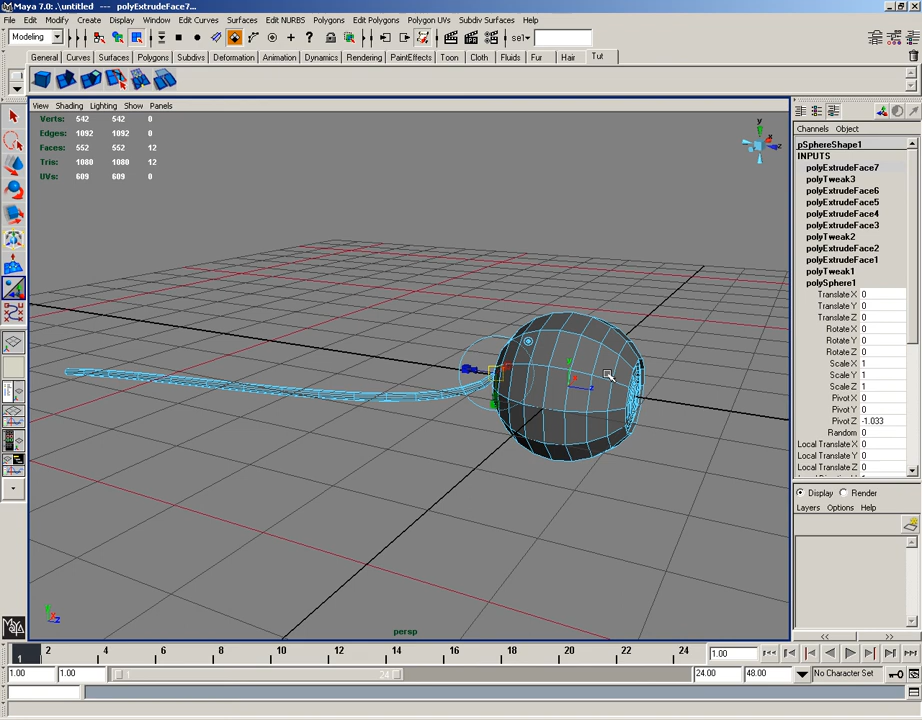 Maya 7.0: .\untitled --- polyExtrudeFace7...
File Edit Modify Create Display Window Edit Curves Surfaces Edit NURBS Polygons Edit Polygons Polygon UVs Subdiv Surfaces Help
Modeling sel
General Curves Surfaces Polygons Subdivs Deformation Animation Dynamics Rendering PaintEffects Toon Cloth Fluids Fur Hair Tut
View Shading Lighting Show Panels
Verts: 542 542 0
Edges: 1092 1092 0
Faces: 552 552 12
Tris: 1080 1080 12
UVs: 609 609 0
y
x
z
y
z
persp
Channels Object
pSphereShape1
INPUTS
polyExtrudeFace7
polyTweak3
polyExtrudeFace6
polyExtrudeFace5
polyExtrudeFace4
polyExtrudeFace3
polyTweak2
polyExtrudeFace2
polyExtrudeFace1
polyTweak1
polySphere1
Translate X 0
Translate Y 0
Translate Z 0
Rotate X 0
Rotate Y 0
Rotate Z 0
Scale X 1
Scale Y 1
Scale Z 1
Pivot X 0
Pivot Y 0
Pivot Z -1.033
Random 0
Local Translate X 0
Local Translate Y 0
Local Translate Z 0
Display Render
Layers Options Help
1 2 4 6 8 10 12 14 16 18 20 22 24 1.00
1.00 1.00 1 24 24.00 48.00 No Character Set